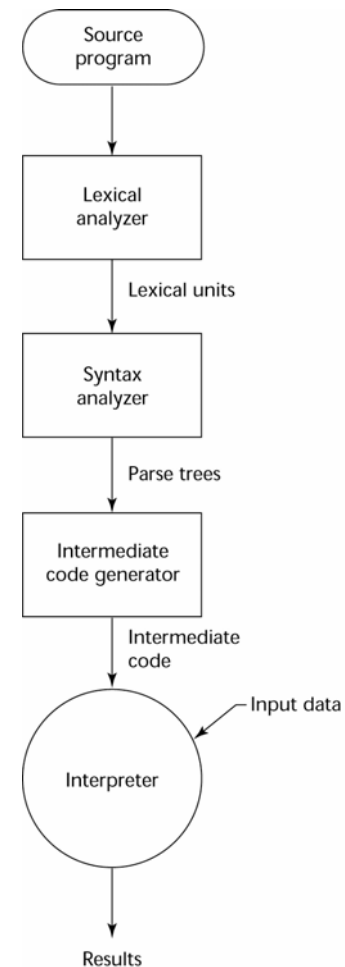 Source
program
Lexical
analyzer
Lexical units
Syntax
analyzer
Parse trees
Intermediate
code generator
Intermediate
code
Input data
Interpreter
Results